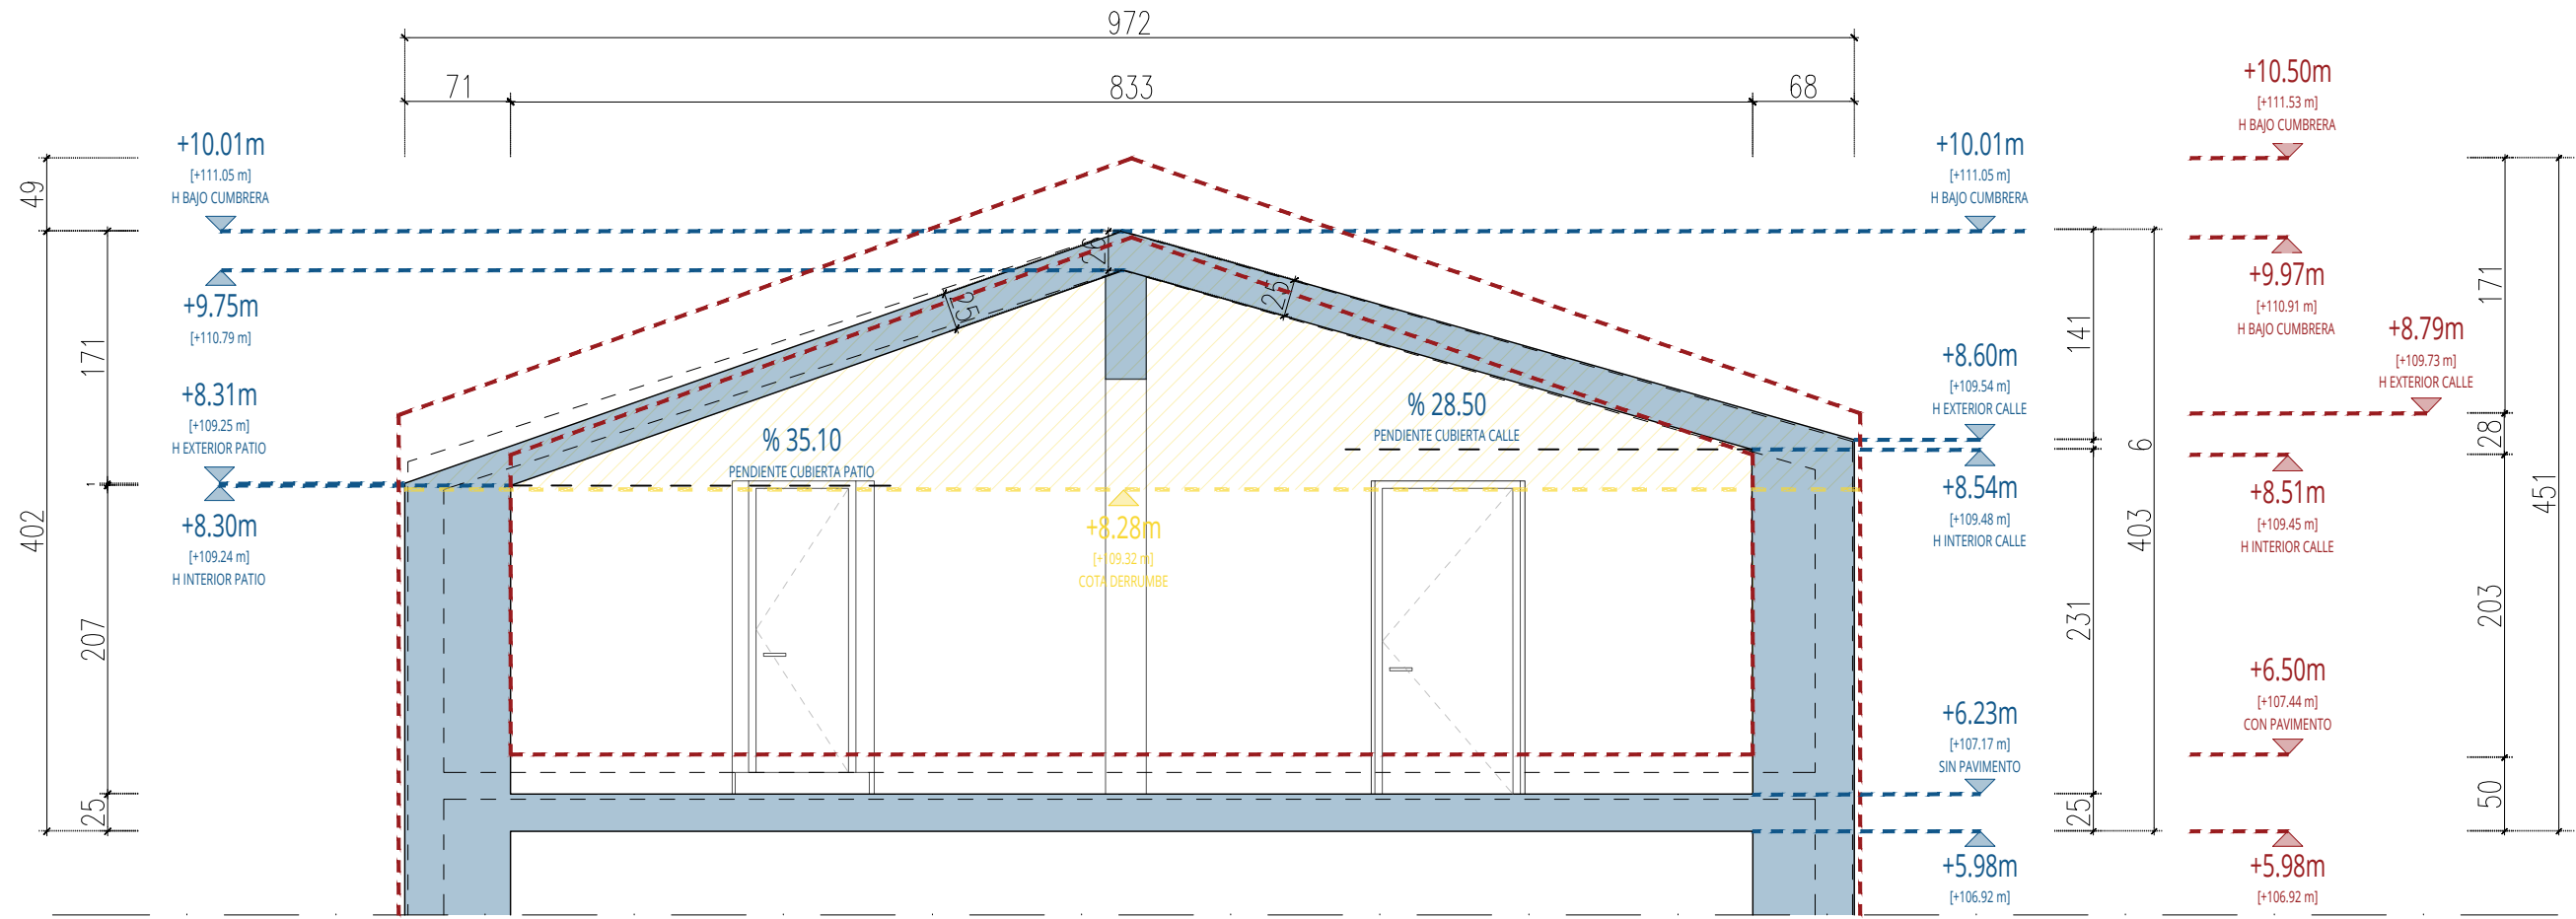 972
71
833
68
+10.01m
[+111.05 m]
H BAJO CUMBRERA
+9.75m
[+110.79 m]
+8.31m
[+109.25 m]
H EXTERIOR PATIO
+8.30m
[+109.24 m]
H INTERIOR PATIO
49
402
171
1
207
25
26
25
25
% 35.10
PENDIENTE CUBIERTA PATIO
% 28.50
PENDIENTE CUBIERTA CALLE
+8.28m
[+109.32 m]
COTA DERRUMBE
+10.01m
[+111.05 m]
H BAJO CUMBRERA
+8.60m
[+109.54 m]
H EXTERIOR CALLE
+8.54m
[+109.48 m]
H INTERIOR CALLE
+6.23m
[+107.17 m]
SIN PAVIMENTO
+5.98m
[+106.92 m]
141
6
231
25
403
+10.50m
[+111.53 m]
H BAJO CUMBRERA
+9.97m
[+110.91 m]
H BAJO CUMBRERA
+8.79m
[+109.73 m]
H EXTERIOR CALLE
+8.51m
[+109.45 m]
H INTERIOR CALLE
+6.50m
[+107.44 m]
CON PAVIMENTO
+5.98m
[+106.92 m]
171
28
203
50
451